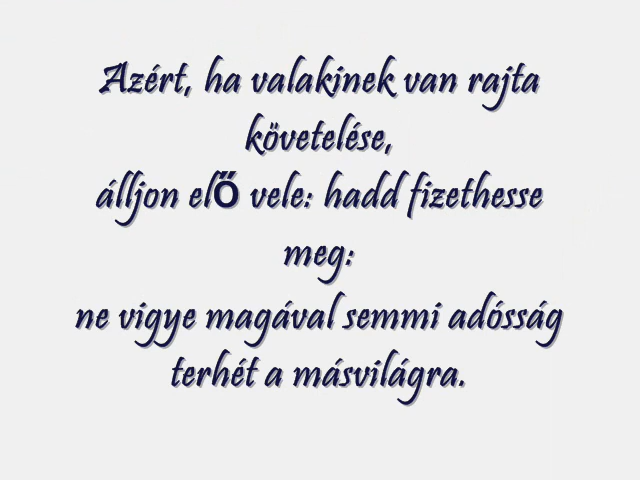 Azért, ha valakinek van rajta
követelése,
álljon elő vele: hadd fizethesse
meg:
ne vigye magával semmi adósság
terhét a másvilágra.